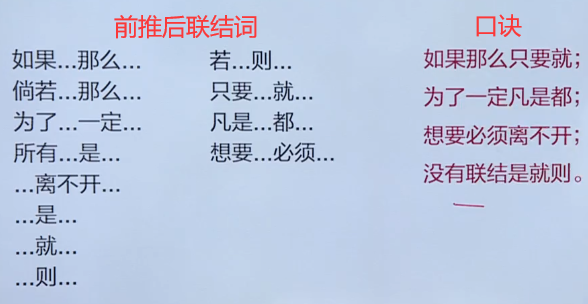 前推后联结词
如果...那么...
倘若...那么...
为了...一定...
所有...是...
...离不开...
...是...
...就...
...则...
若...则...
只要...就...
凡是...都...
想要...必须...
口诀
如果那么只要就；
为了一定凡是都；
想要必须离不开；
没有联结是就则。